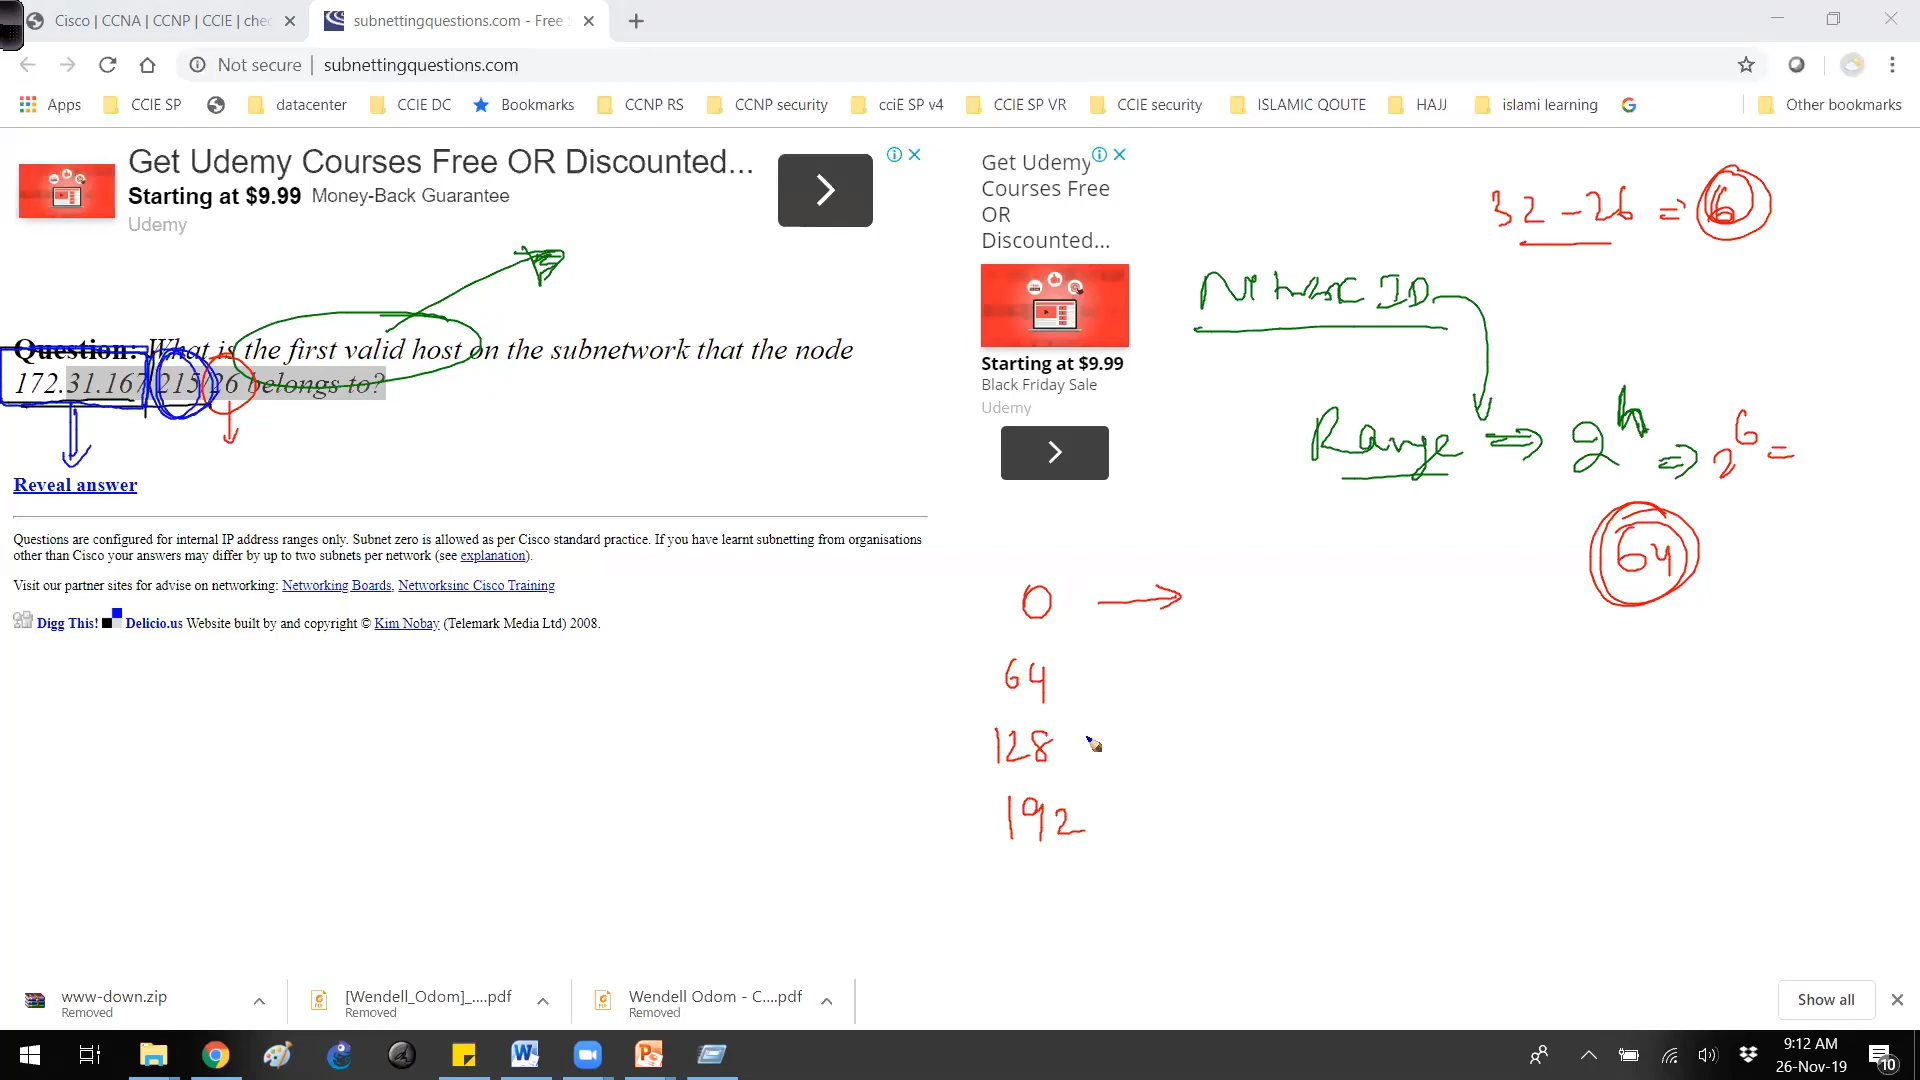 Cisco | CCNA | CCNP | CCIE | chec
subnettingquestions.com - Free S
Not secure | subnettingquestions.com
Apps CCIE SP datacenter CCIE DC Bookmarks CCNP RS CCNP security cciE SP v4 CCIE SP VR CCIE security ISLAMIC QOUTE HAJJ islami learning Other bookmarks
Get Udemy Courses Free OR Discounted...
Starting at $9.99 Money-Back Guarantee
Udemy
Get Udemy
Courses Free
OR
Discounted...
Starting at $9.99
Black Friday Sale
Udemy
32 - 26 => 6
Network ID
Range => 2^h => 2^6 =
64
0 →
64
128
192
Question: What is the first valid host on the subnetwork that the node
172.31.167.215/26 belongs to?
Reveal answer
Questions are configured for internal IP address ranges only. Subnet zero is allowed as per Cisco standard practice. If you have learnt subnetting from organisations
other than Cisco your answers may differ by up to two subnets per network (see explanation).
Visit our partner sites for advise on networking: Networking Boards, Networksinc Cisco Training
Digg This! Delicio.us Website built by and copyright © Kim Nobay (Telemark Media Ltd) 2008.
www-down.zip
Removed
[Wendell_Odom]_....pdf
Removed
Wendell Odom - C....pdf
Removed
Show all
9:12 AM
26-Nov-19
10